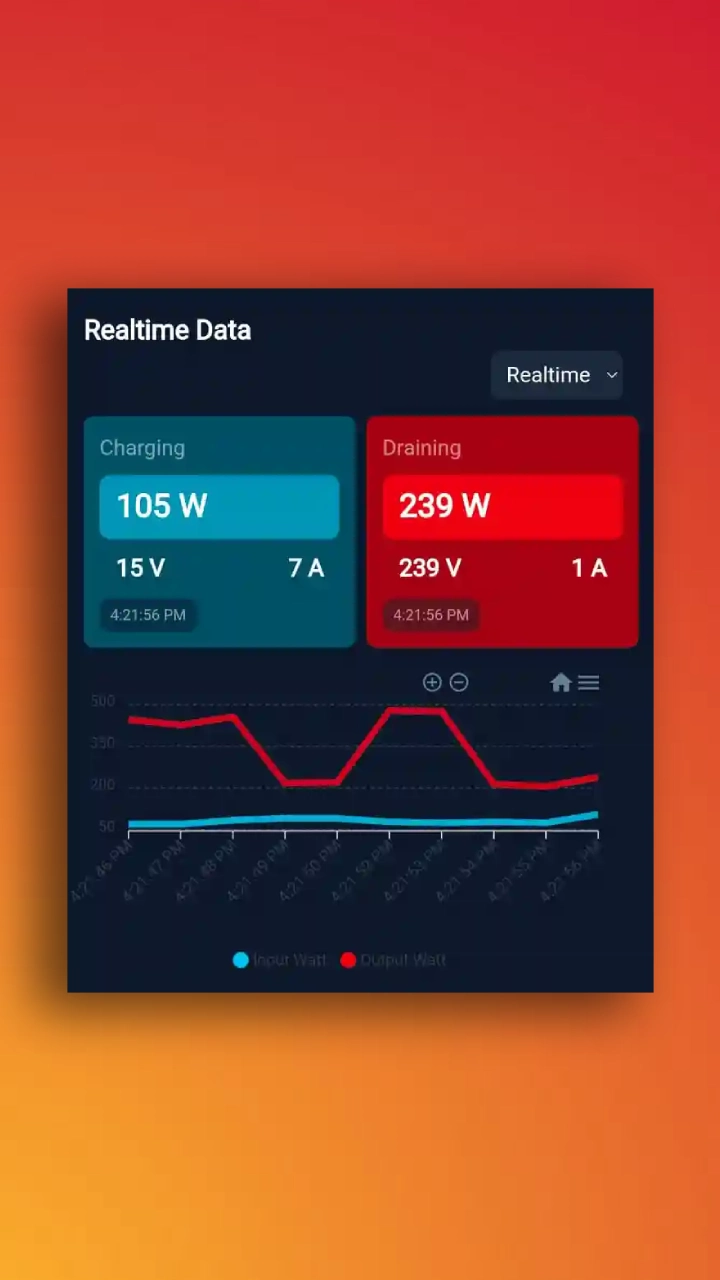 Realtime Data
Realtime
Charging
105 W
15 V 7 A
4:21:56 PM
Draining
239 W
239 V 1 A
4:21:56 PM
500
350
200
50
4:21:46 PM 4:21:47 PM 4:21:48 PM 4:21:49 PM 4:21:50 PM 4:21:52 PM 4:21:53 PM 4:21:54 PM 4:21:55 PM 4:21:56 PM
Input Watt Output Watt